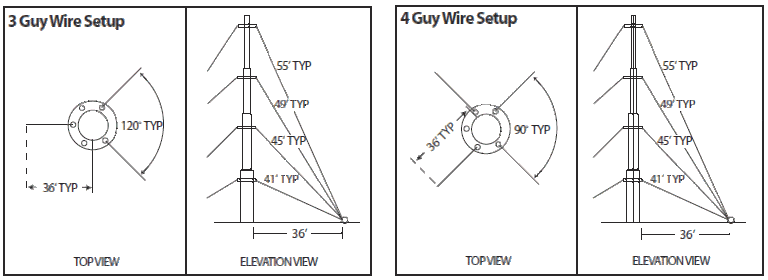 3 Guy Wire Setup
120° TYP
36' TYP
TOP VIEW
55' TYP
49' TYP
45' TYP
41' TYP
36'
ELEVATION VIEW
4 Guy Wire Setup
36' TYP
90° TYP
TOP VIEW
55' TYP
49' TYP
45' TYP
41' TYP
36'
ELEVATION VIEW